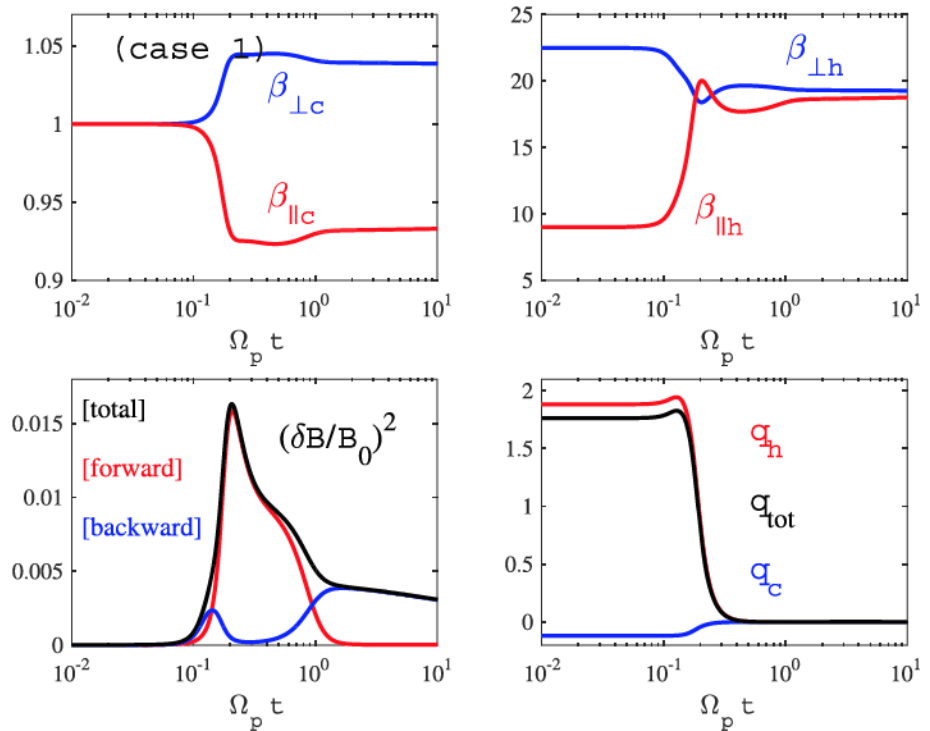 (case 1)
β⊥c
β∥c
1.05
1
0.95
0.9
10⁻² 10⁻¹ 10⁰ 10¹
Ωp t
β⊥h
β∥h
25
20
15
10
5
10⁻² 10⁻¹ 10⁰ 10¹
Ωp t
[total]
(δB/B₀)²
[forward]
[backward]
0.015
0.01
0.005
0
10⁻² 10⁻¹ 10⁰ 10¹
Ωp t
qh
qtot
qc
2
1.5
1
0.5
0
10⁻² 10⁻¹ 10⁰ 10¹
Ωp t